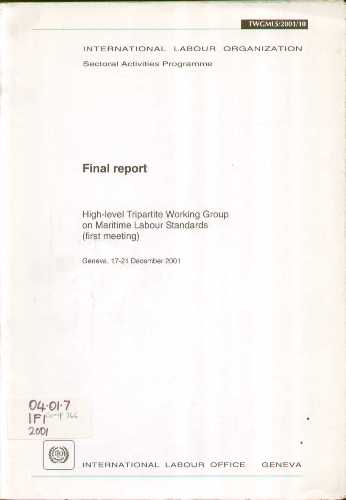 TWGMLS/2001/10
INTERNATIONAL LABOUR ORGANIZATION
Sectoral Activities Programme
Final report
High-level Tripartite Working Group
on Maritime Labour Standards
(first meeting)
Geneva, 17-21 December 2001
04·01·7
IFI
2001
INTERNATIONAL LABOUR OFFICE GENEVA